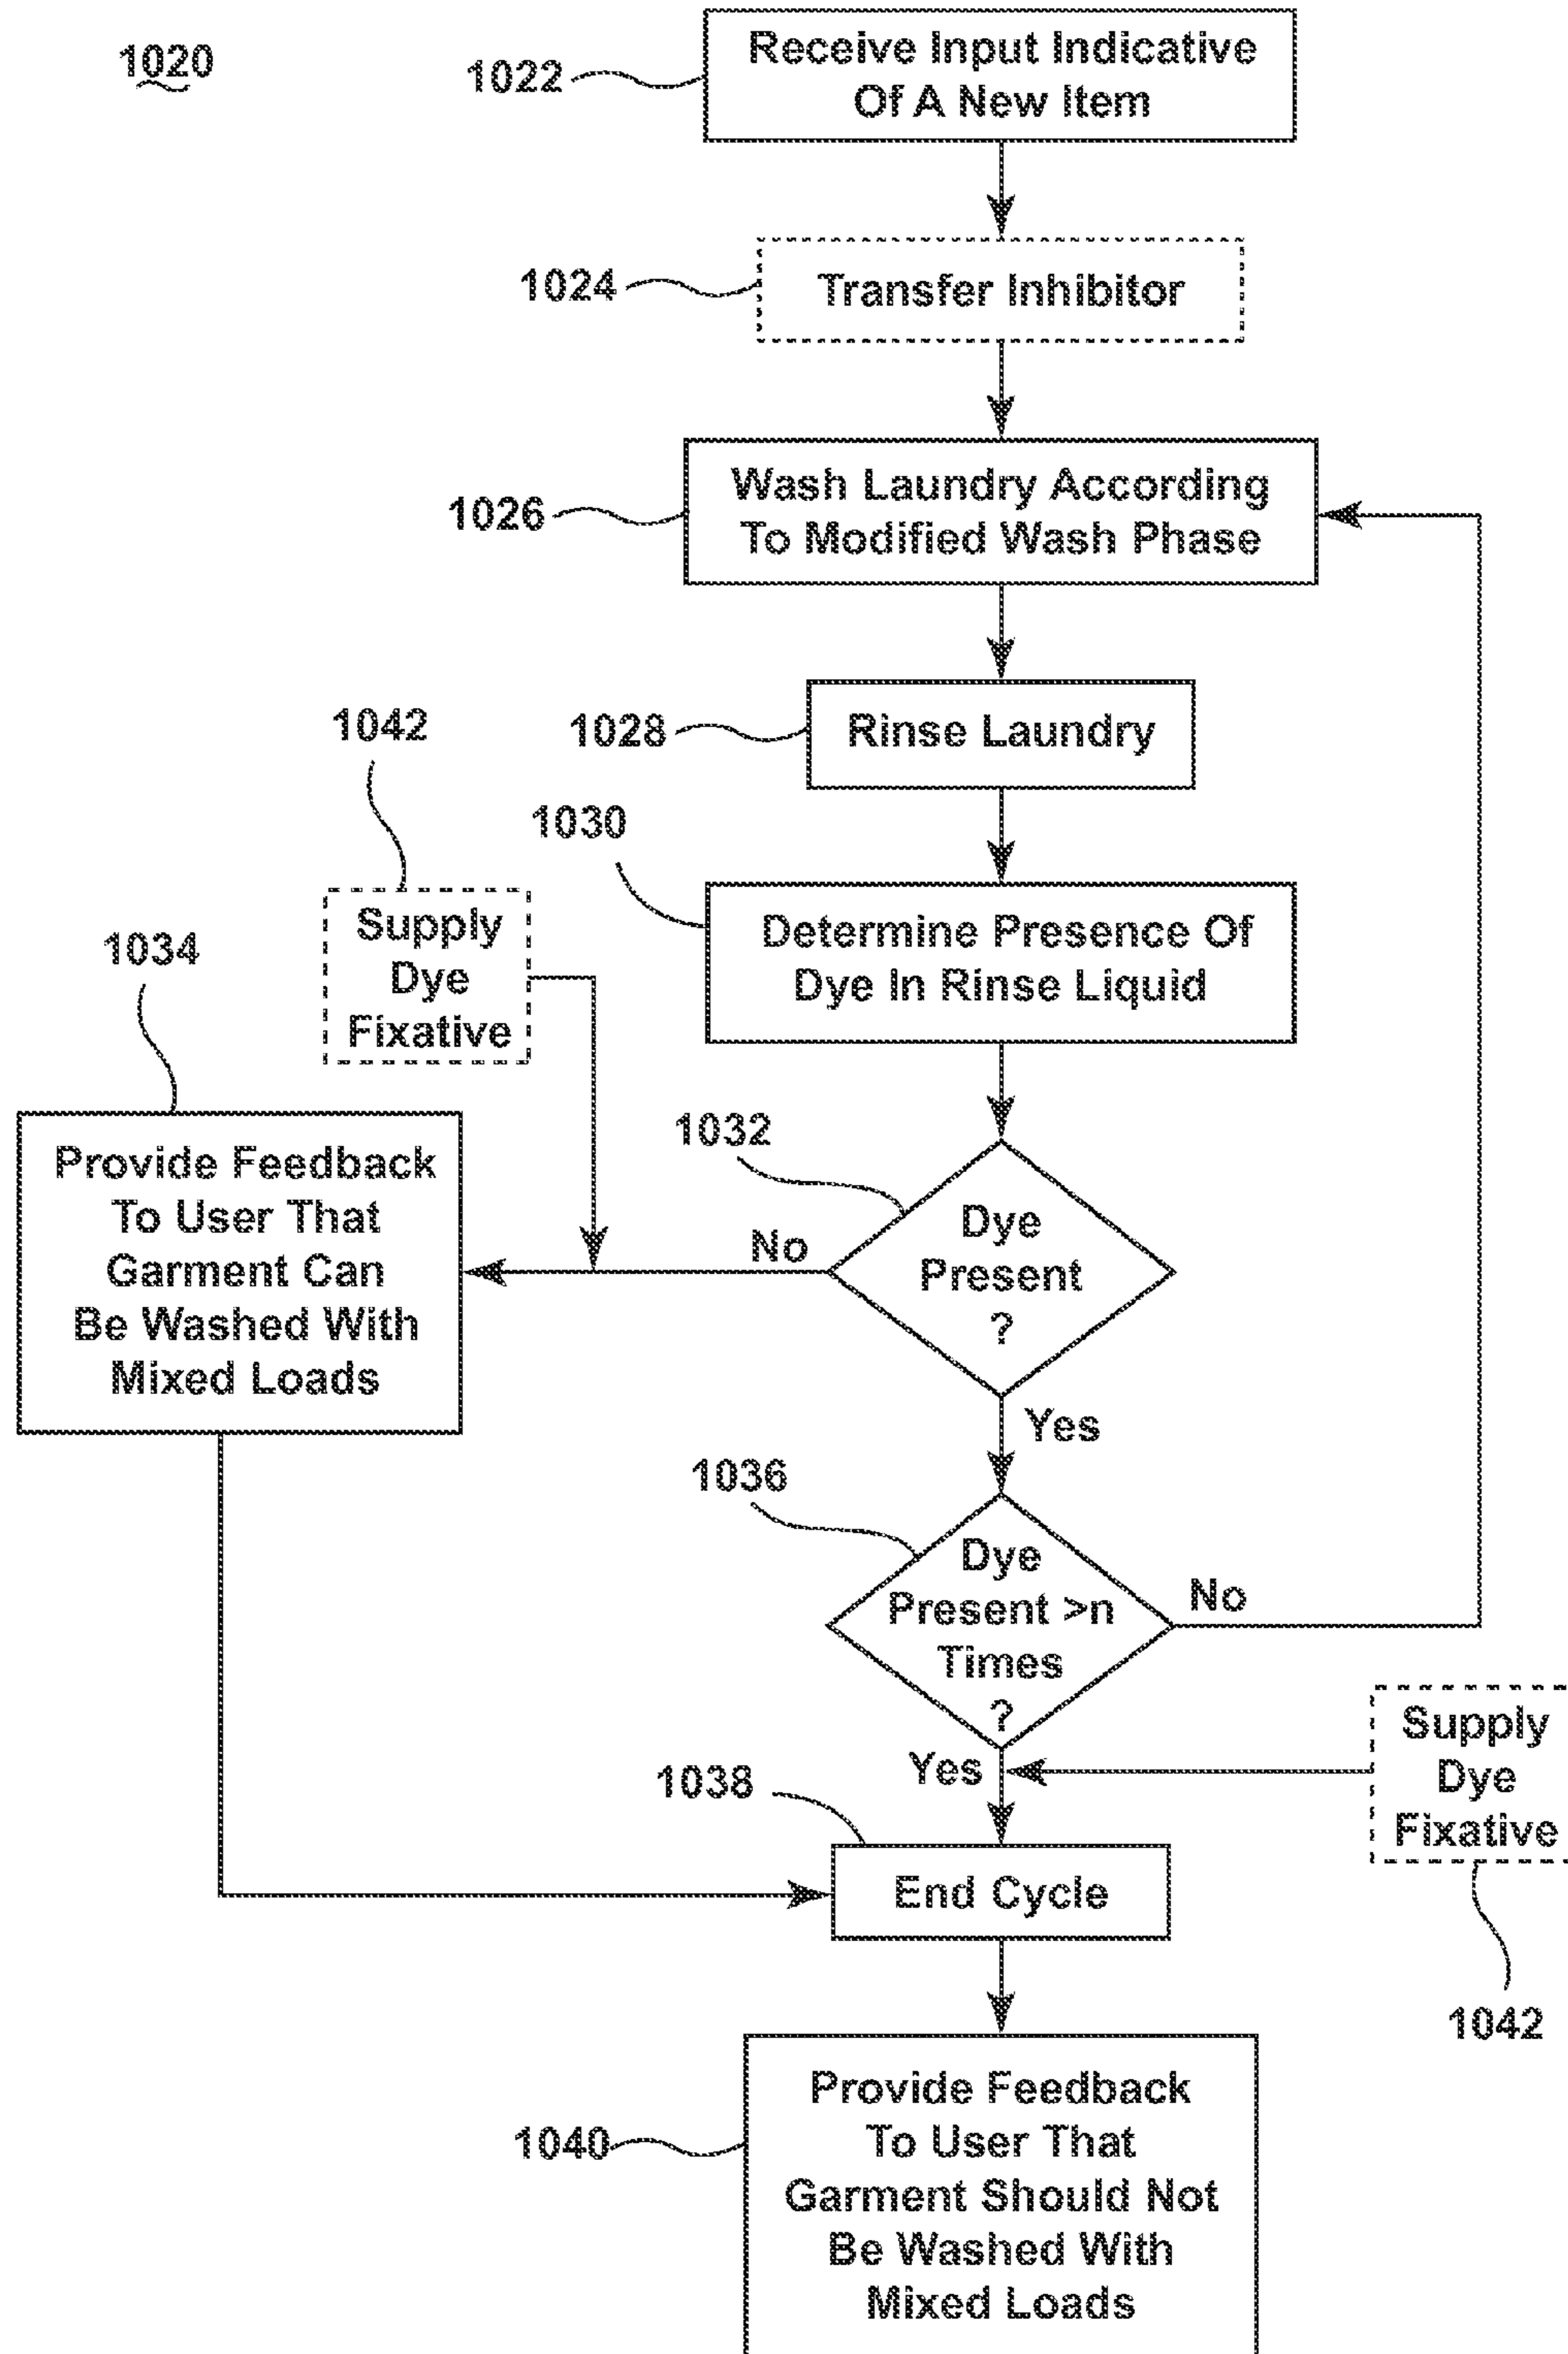 1020
1022
Receive Input Indicative
Of A New Item
1024
Transfer Inhibitor
1026
Wash Laundry According
To Modified Wash Phase
1028
Rinse Laundry
1042
Supply
Dye
Fixative
1030
Determine Presence Of
Dye In Rinse Liquid
1034
Provide Feedback
To User That
Garment Can
Be Washed With
Mixed Loads
1032
Dye
Present
?
No
Yes
1036
Dye
Present >n
Times
?
No
Yes
Supply
Dye
Fixative
1042
1038
End Cycle
1040
Provide Feedback
To User That
Garment Should Not
Be Washed With
Mixed Loads